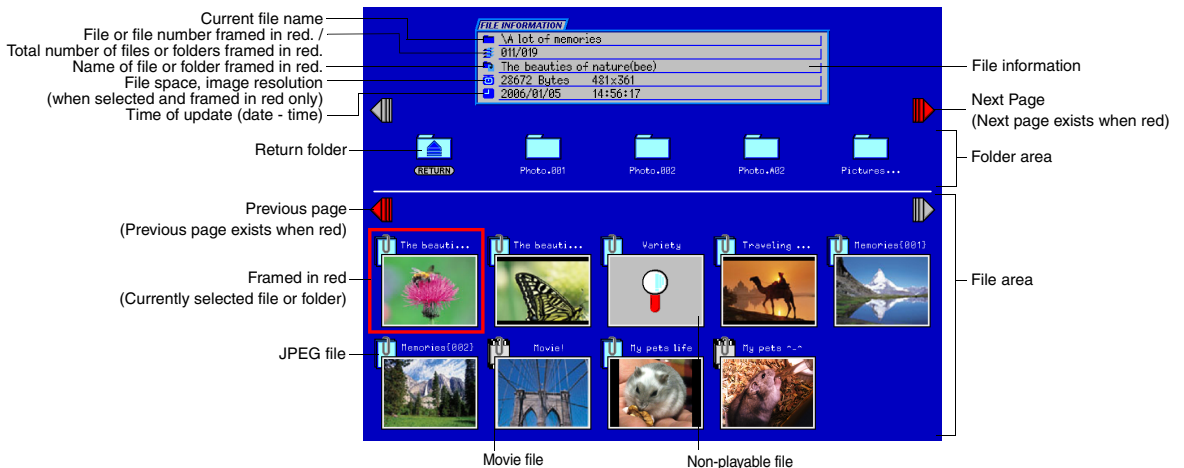 Current file name
File or file number framed in red. /
Total number of files or folders framed in red.
Name of file or folder framed in red.
File space, image resolution
(when selected and framed in red only)
Time of update (date - time)
FILE INFORMATION
\A lot of memories
011/019
The beauties of nature(bee)
28672 Bytes 481x361
2006/01/05 14:56:17
File information
Next Page
(Next page exists when red)
Return folder
RETURN
Photo.001
Photo.002
Photo.A02
Pictures...
Folder area
Previous page
(Previous page exists when red)
The beauti...
The beauti...
Variety
Traveling ...
Memories{001}
Framed in red
(Currently selected file or folder)
File area
JPEG file
Memories{002}
Movie!
My pets life
My pets ^-^
Movie file
Non-playable file